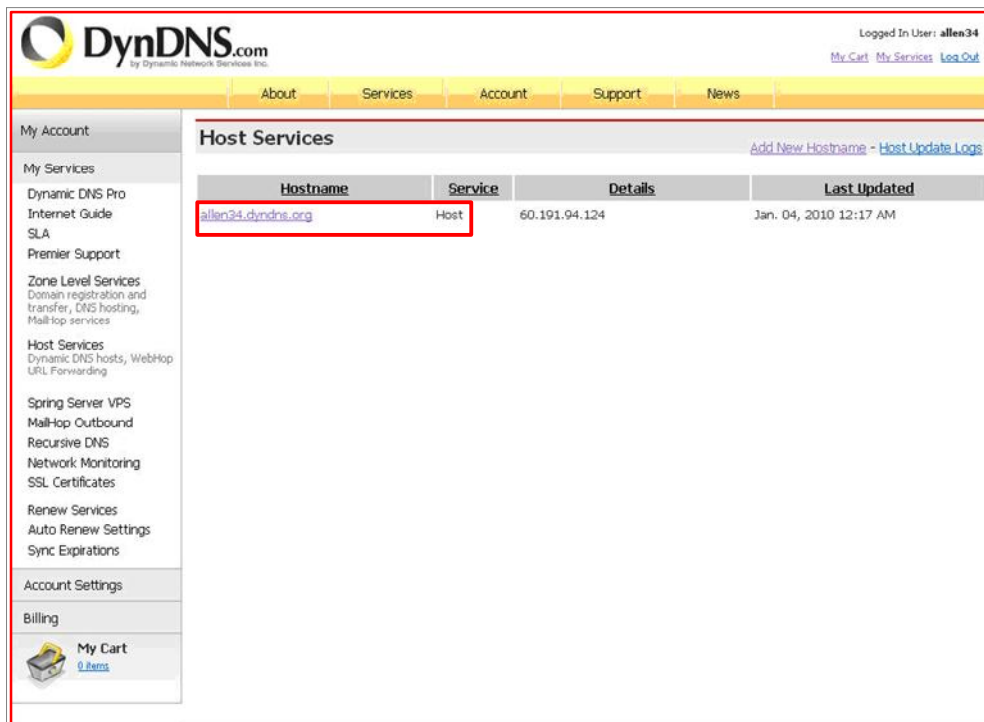 DynDNS.com
by Dynamic Network Services Inc.
Logged In User: allen34
My Cart My Services Log Out
About Services Account Support News
My Account
My Services
Dynamic DNS Pro
Internet Guide
SLA
Premier Support
Zone Level Services
Domain registration and
transfer, DNS hosting,
MailHop services
Host Services
Dynamic DNS hosts, WebHop
URL Forwarding
Spring Server VPS
MailHop Outbound
Recursive DNS
Network Monitoring
SSL Certificates
Renew Services
Auto Renew Settings
Sync Expirations
Account Settings
Billing
My Cart
0 items
Host Services
Add New Hostname - Host Update Logs
Hostname Service Details Last Updated
allen34.dyndns.org Host 60.191.94.124 Jan. 04, 2010 12:17 AM